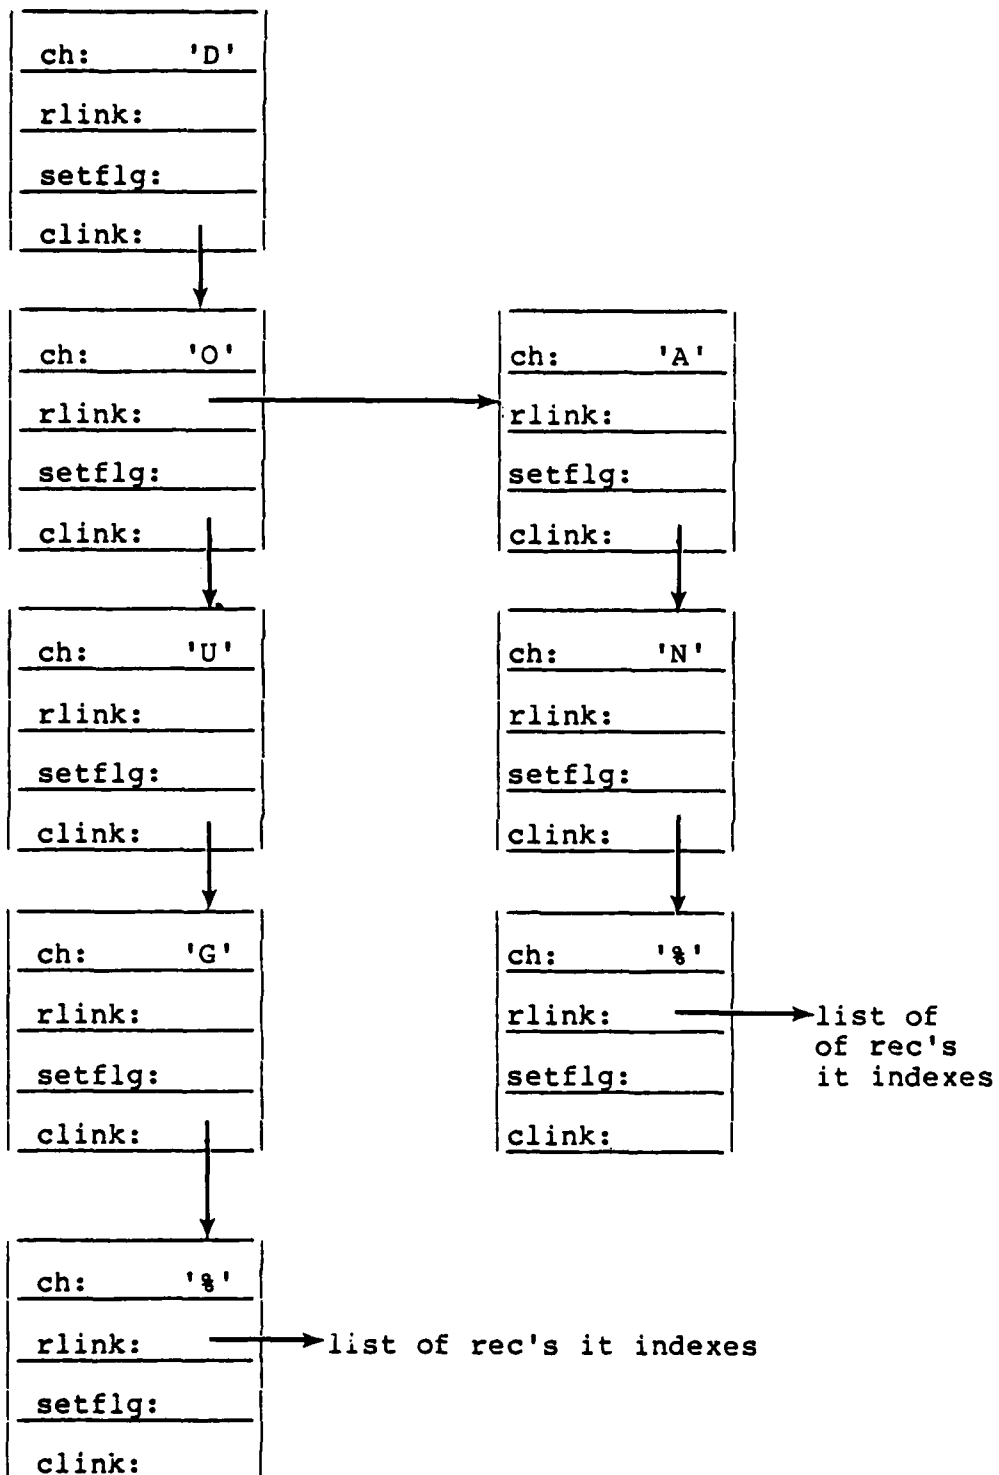 ch: 'D'
rlink:
setflg:
clink:
ch: 'O'
rlink:
setflg:
clink:
ch: 'A'
rlink:
setflg:
clink:
ch: 'U'
rlink:
setflg:
clink:
ch: 'N'
rlink:
setflg:
clink:
ch: 'G'
rlink:
setflg:
clink:
ch: '%'
rlink:
list of
of rec's
it indexes
setflg:
clink:
ch: '%'
rlink:
list of rec's it indexes
setflg:
clink: